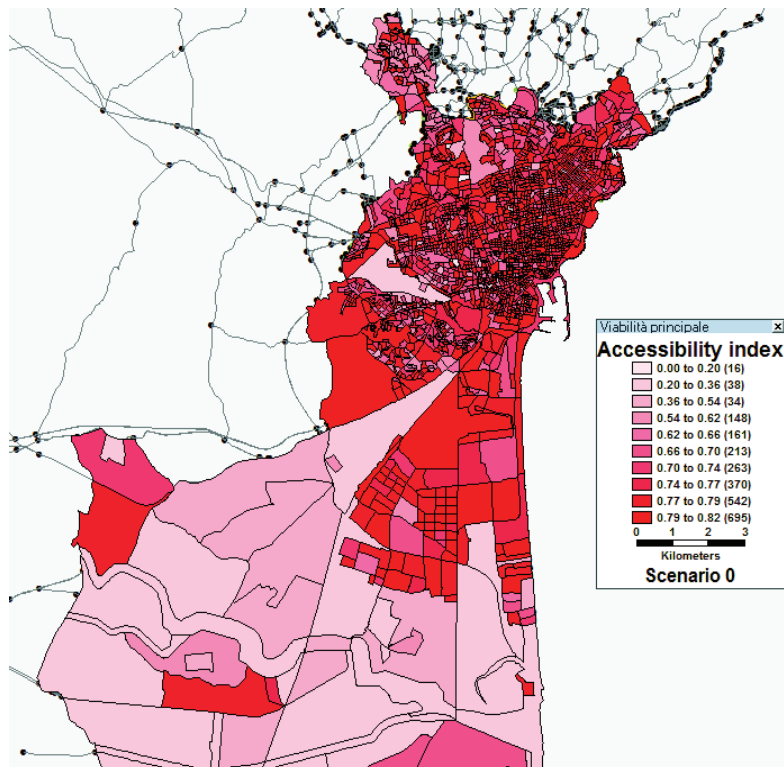 Viabilità principale x
Accessibility index
0.00 to 0.20 (16)
0.20 to 0.36 (38)
0.36 to 0.54 (34)
0.54 to 0.62 (148)
0.62 to 0.66 (161)
0.66 to 0.70 (213)
0.70 to 0.74 (263)
0.74 to 0.77 (370)
0.77 to 0.79 (542)
0.79 to 0.82 (695)
0 1 2 3
Kilometers
Scenario 0